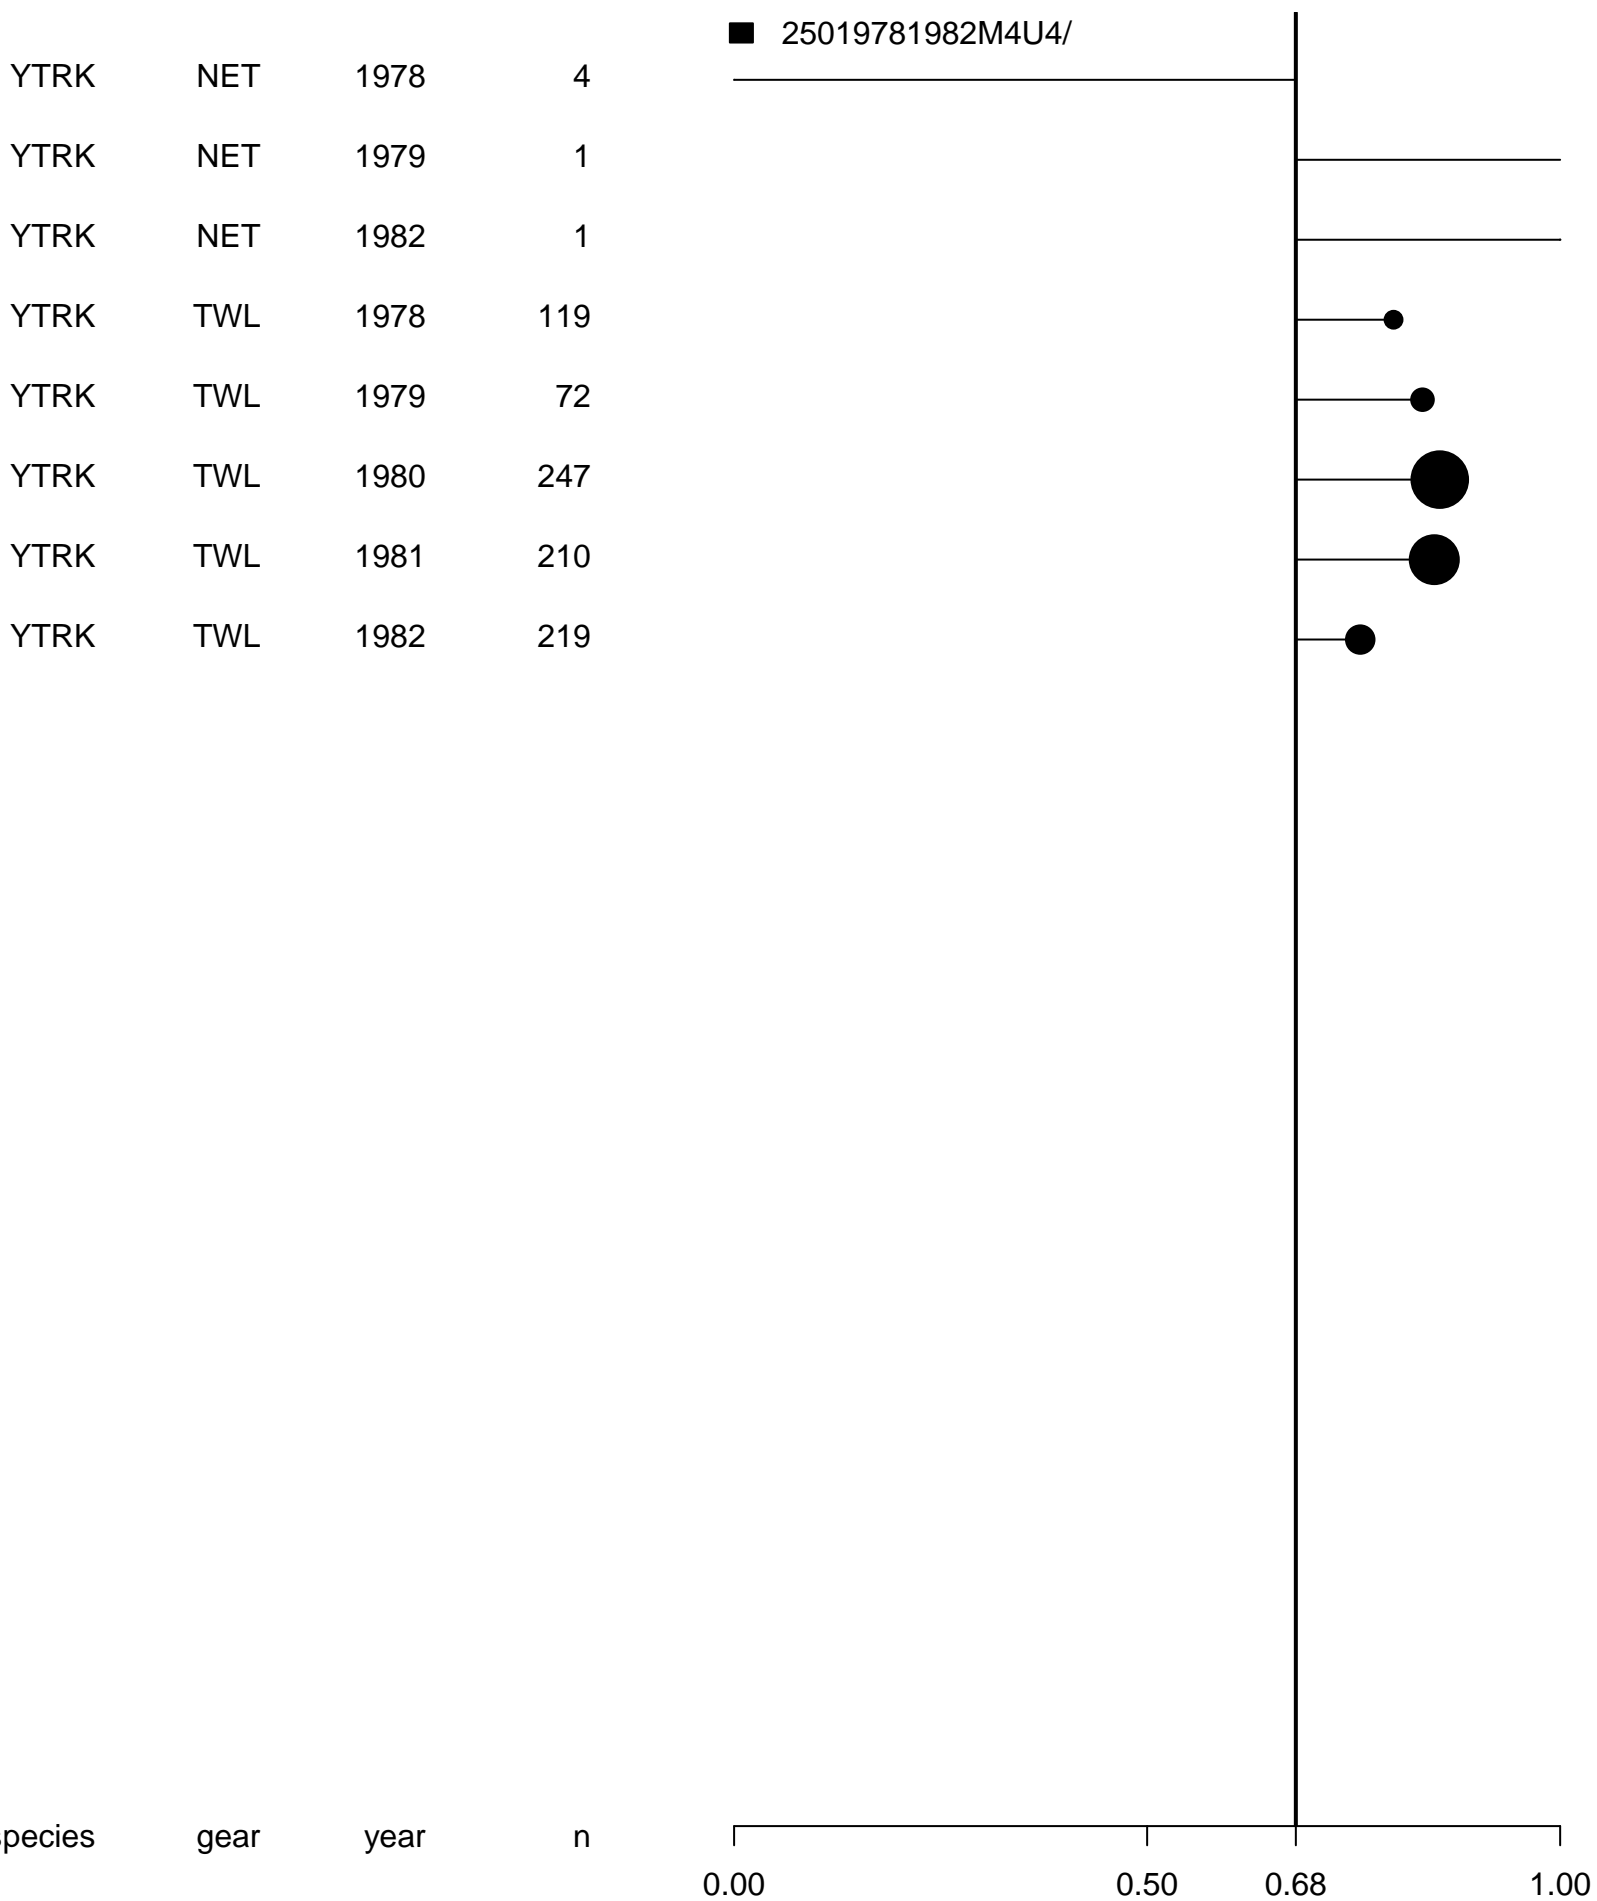 25019781982M4U4/
YTRK NET 1978 4
YTRK NET 1979 1
YTRK NET 1982 1
YTRK TWL 1978 119
YTRK TWL 1979 72
YTRK TWL 1980 247
YTRK TWL 1981 210
YTRK TWL 1982 219
pecies gear year n
0.00 0.50 0.68 1.00